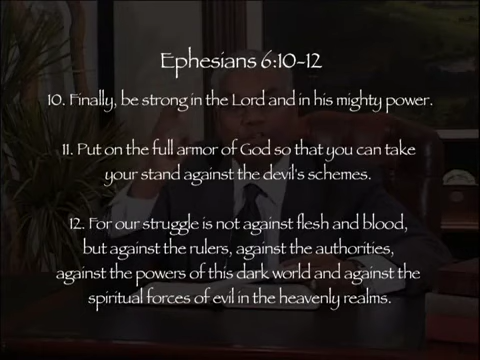 Ephesians 6:10-12
10. Finally, be strong in the Lord and in his mighty power.
11. Put on the full armor of God so that you can take
your stand against the devil's schemes.
12. For our struggle is not against flesh and blood,
but against the rulers, against the authorities,
against the powers of this dark world and against the
spiritual forces of evil in the heavenly realms.